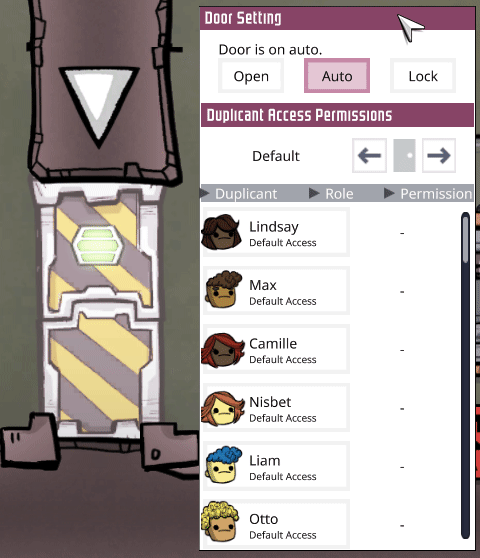 Door Setting
Door is on auto.
Open Auto Lock
Duplicant Access Permissions
Default
Duplicant Role Permission
Lindsay
Default Access
-
Max
Default Access
-
Camille
Default Access
-
Nisbet
Default Access
-
Liam
Default Access
-
Otto
Default Access
-